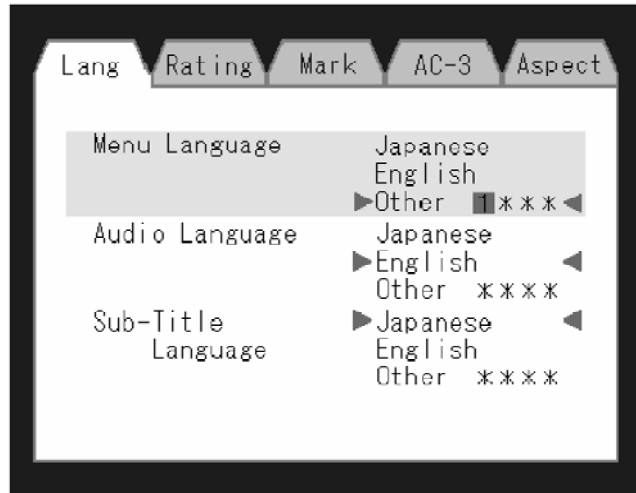 Lang Rating Mark AC-3 Aspect
Menu Language Japanese
English
▶Other 1***◀
Audio Language Japanese
▶English ◀
Other ****
Sub-Title ▶Japanese ◀
Language English
Other ****